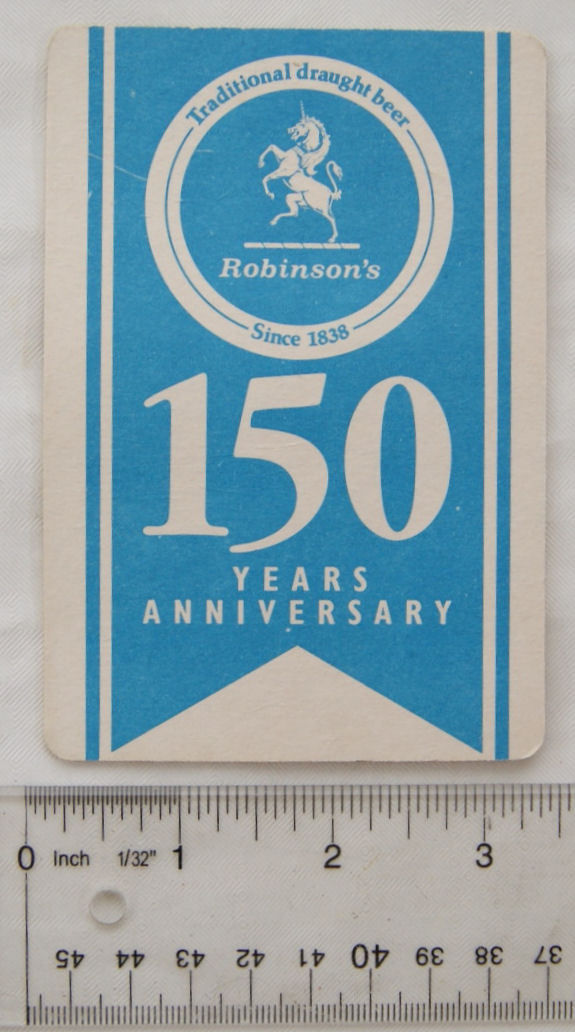 Traditional draught beer
Robinson's
Since 1838
150
YEARS
ANNIVERSARY
0 Inch 1/32" 1 2 3
45 44 43 42 41 40 39 38 37